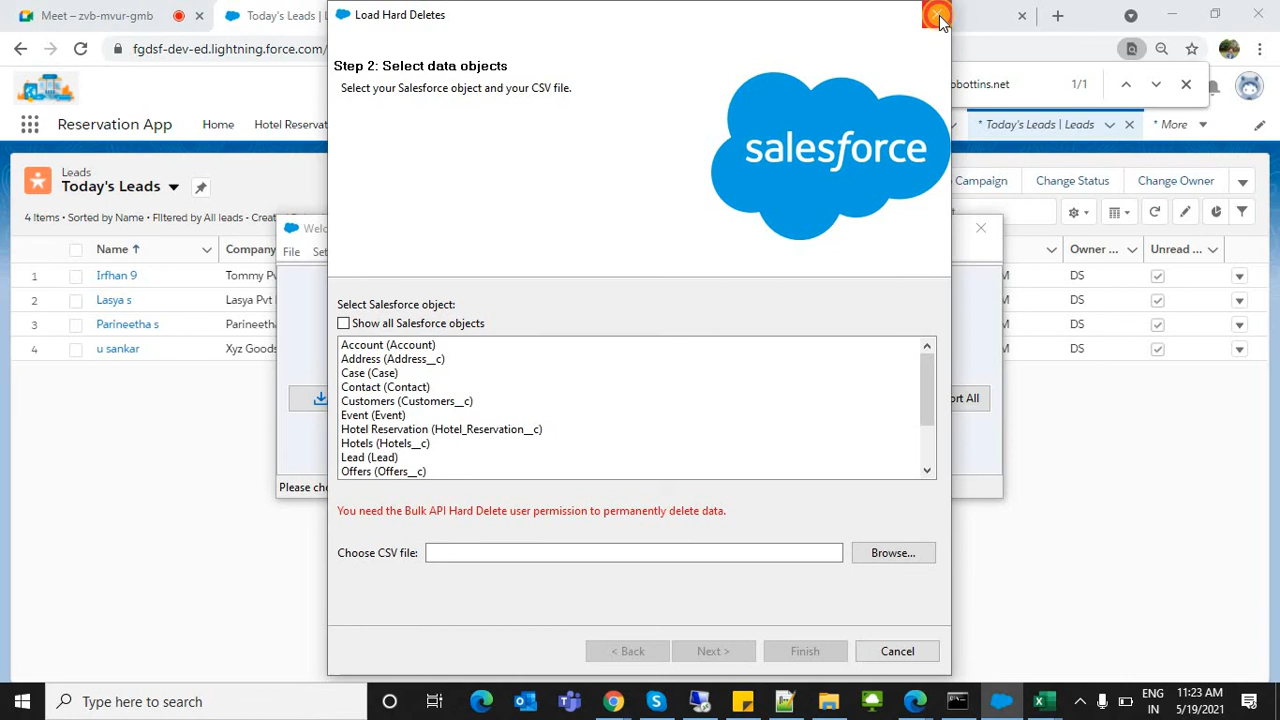 Meet – zvb-mvur-gmb
Today's Leads | L
Load Hard Deletes
fgdsf-dev-ed.lightning.force.com/
obottins.net
1/1
Step 2: Select data objects
Select your Salesforce object and your CSV file.
salesforce
Reservation App
Home
Hotel Reserva
* Today's Leads | Leads
* More
Leads
Today's Leads
4 Items • Sorted by Name • Filtered by All leads • Crea
Campaign
Change Status
Change Owner
Welc
File
Name
Company
Owner ...
Unread ...
1
Irfhan 9
Tommy Pv
M
DS
2
Lasya s
Lasya Pvt
M
DS
3
Parineetha s
Parineeth
M
DS
4
u sankar
Xyz Goods
M
DS
Select Salesforce object:
Show all Salesforce objects
Account (Account)
Address (Address__c)
Case (Case)
Contact (Contact)
Customers (Customers__c)
Event (Event)
Hotel Reservation (Hotel_Reservation__c)
Hotels (Hotels__c)
Lead (Lead)
Offers (Offers__c)
ort All
Please cho
You need the Bulk API Hard Delete user permission to permanently delete data.
Choose CSV file:
Browse...
< Back
Next >
Finish
Cancel
Type here to search
ENG
IN
11:23 AM
5/19/2021